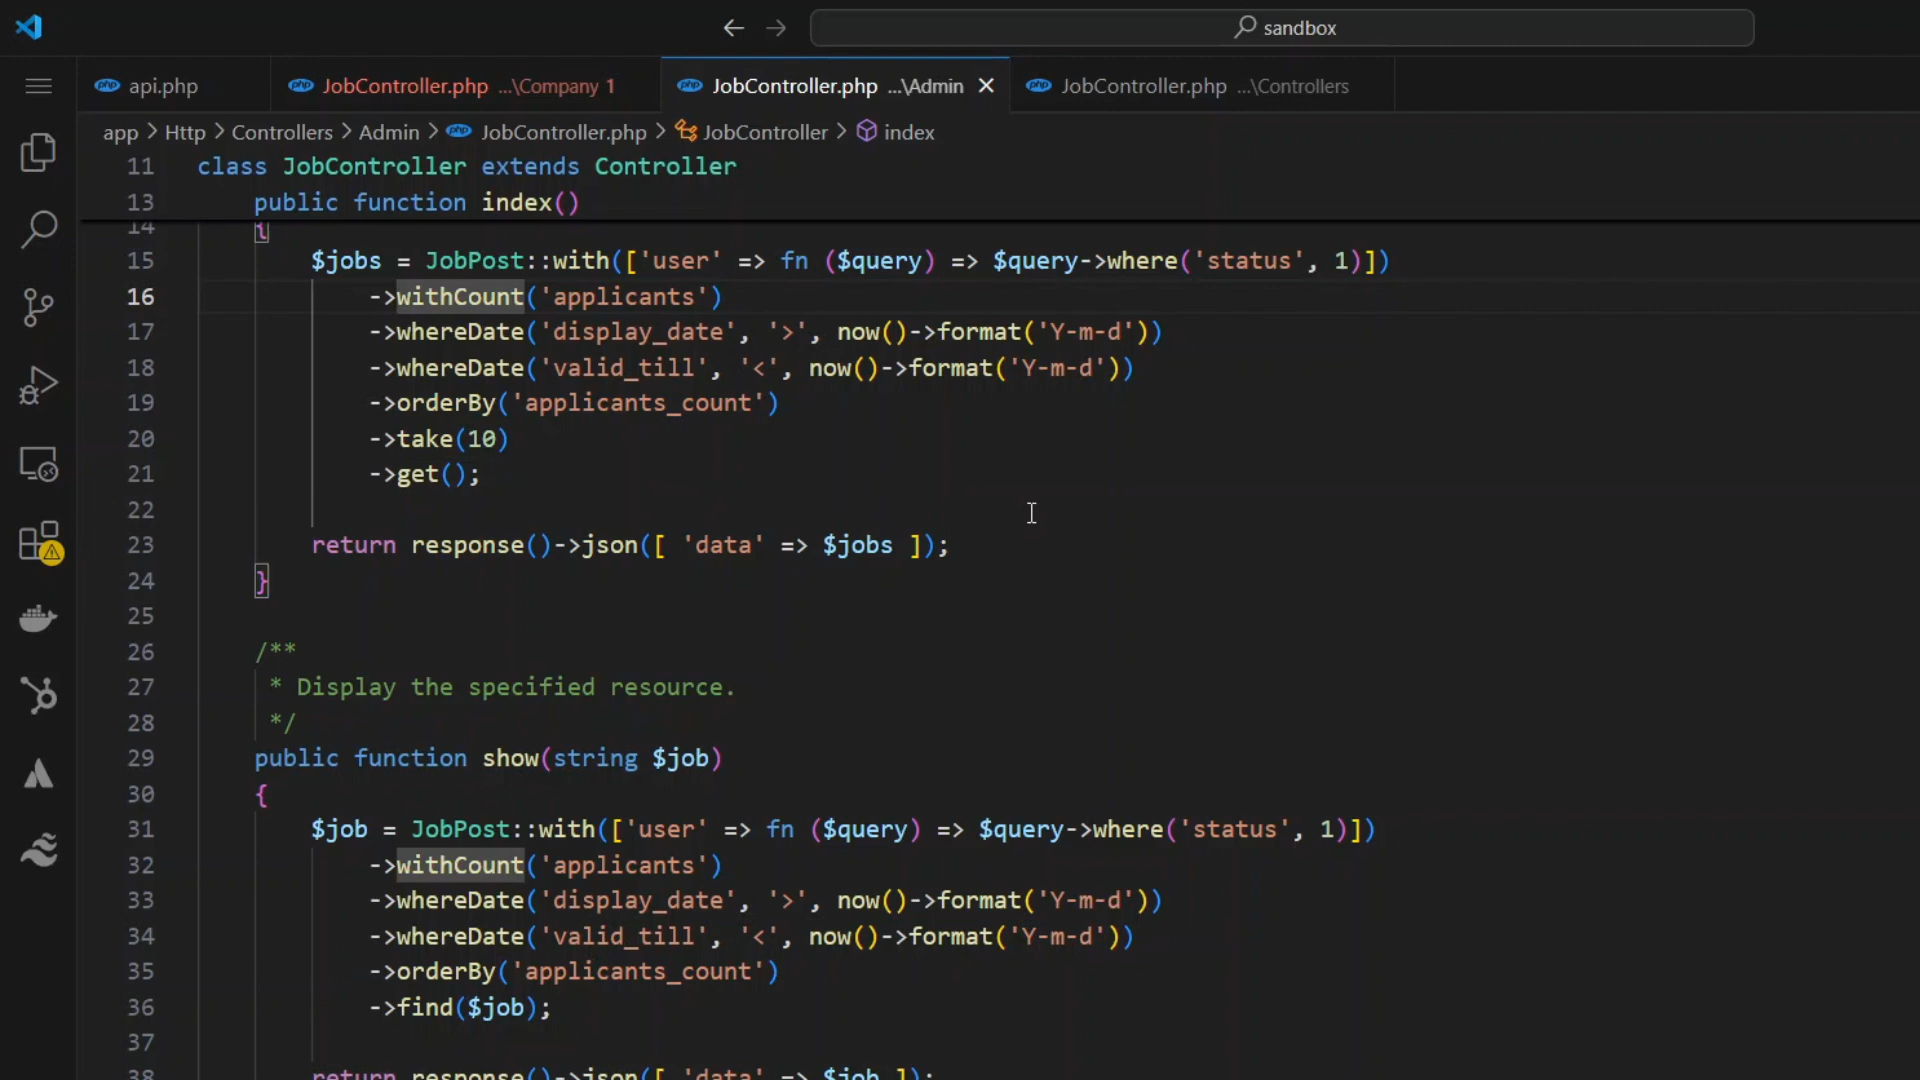 sandbox
api.php
JobController.php ...\Company 1
JobController.php ...\Admin
JobController.php ...\Controllers
app > Http > Controllers > Admin > JobController.php > JobController > index
11 class JobController extends Controller
13 public function index()
14 {
15 $jobs = JobPost::with(['user' => fn ($query) => $query->where('status', 1)])
16 ->withCount('applicants')
17 ->whereDate('display_date', '>', now()->format('Y-m-d'))
18 ->whereDate('valid_till', '<', now()->format('Y-m-d'))
19 ->orderBy('applicants_count')
20 ->take(10)
21 ->get();
22
23 return response()->json([ 'data' => $jobs ]);
24 }
25
26 /**
27 * Display the specified resource.
28 */
29 public function show(string $job)
30 {
31 $job = JobPost::with(['user' => fn ($query) => $query->where('status', 1)])
32 ->withCount('applicants')
33 ->whereDate('display_date', '>', now()->format('Y-m-d'))
34 ->whereDate('valid_till', '<', now()->format('Y-m-d'))
35 ->orderBy('applicants_count')
36 ->find($job);
37
38 return response()->json([ 'data' => $job ]);